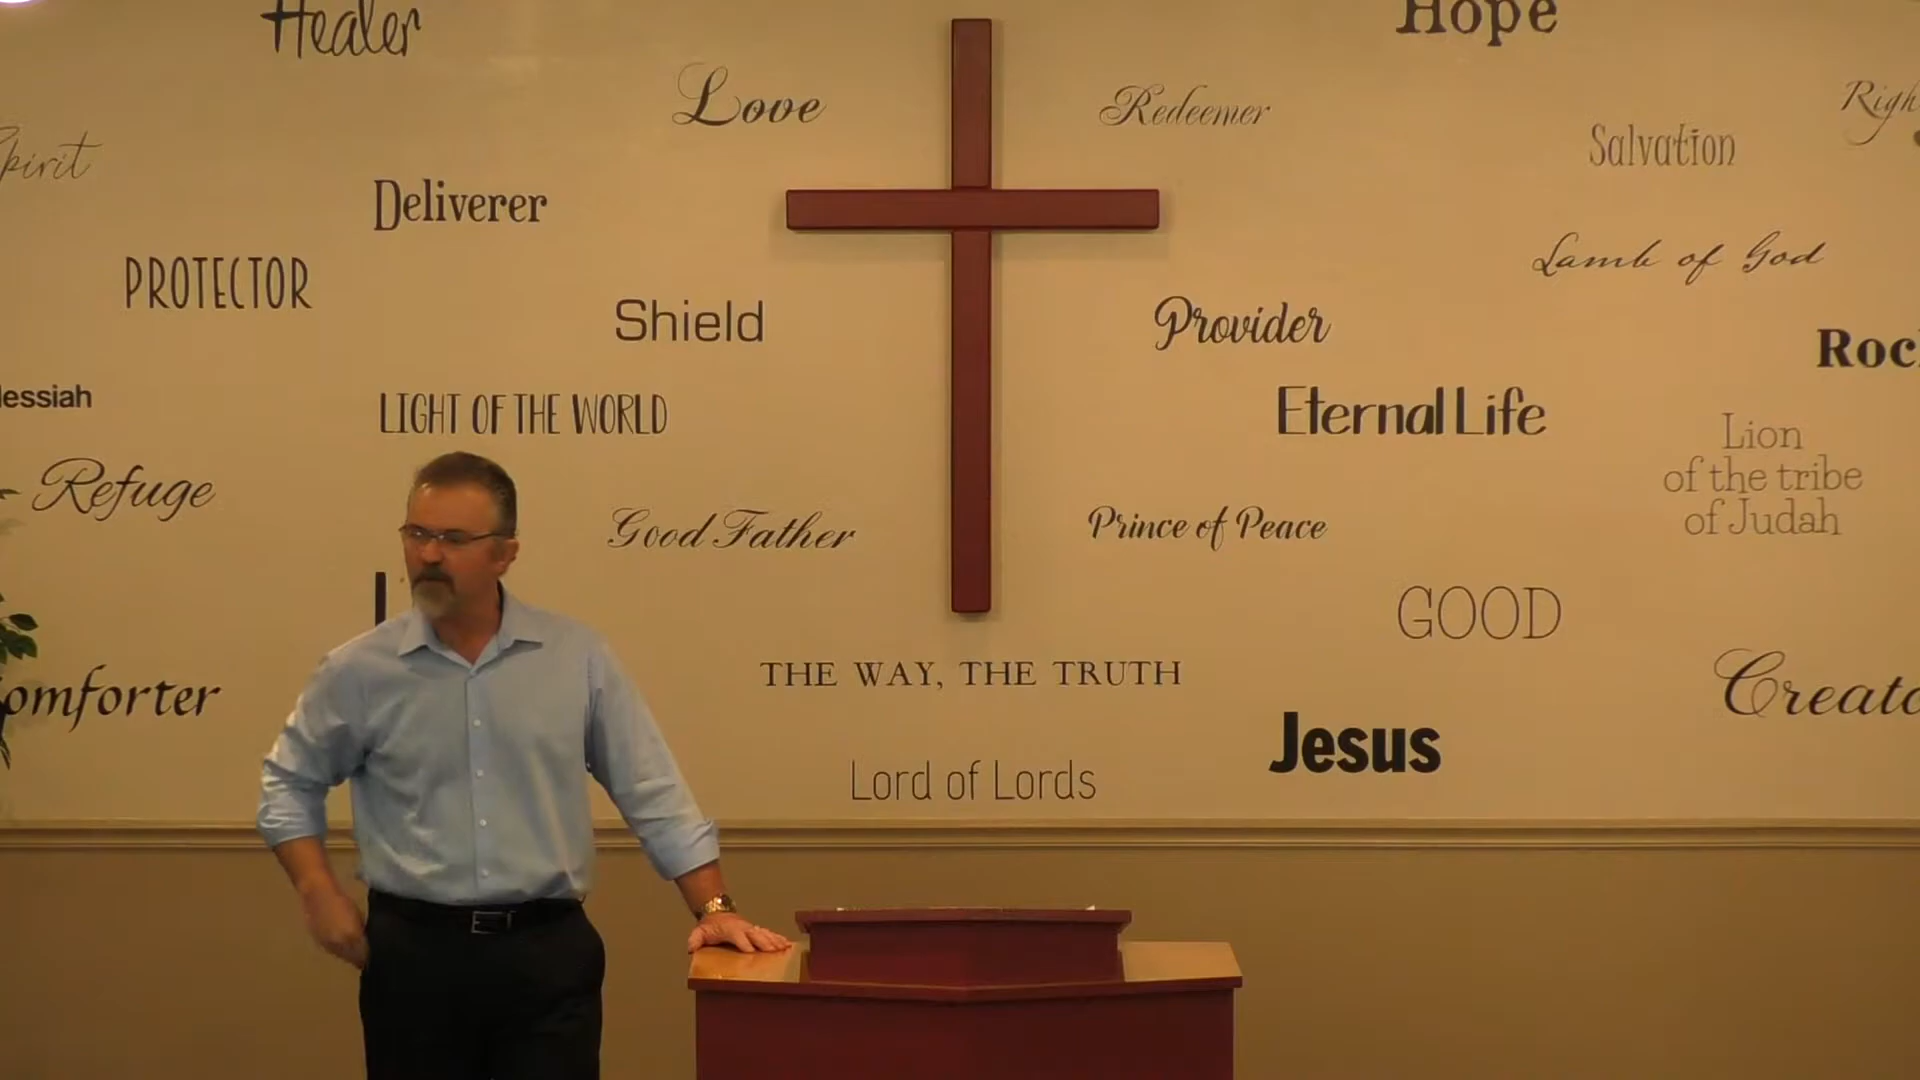 Healer
Hope
Love
Redeemer
Salvation
Deliverer
Lamb of God
PROTECTOR
Shield
Provider
LIGHT OF THE WORLD
Eternal Life
Lion
of the tribe
of Judah
Refuge
Good Father
Prince of Peace
GOOD
THE WAY, THE TRUTH
Jesus
Lord of Lords